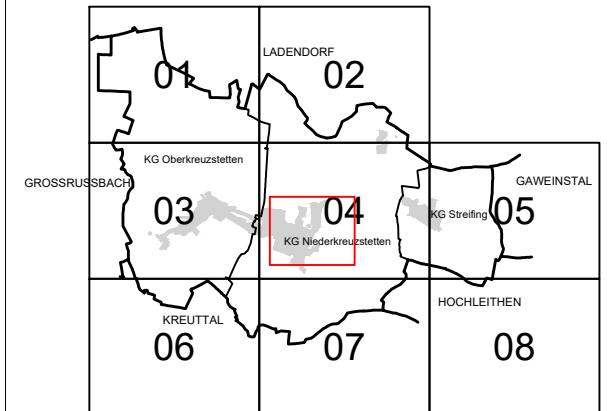 LADENDORF
01
02
KG Oberkreuzstetten
GROSSRUSSBACH
GAWEINSTAL
03
04
05
KG Streifing
KG Niederkreuzstetten
HOCHLEITHEN
KREUTTAL
06
07
08